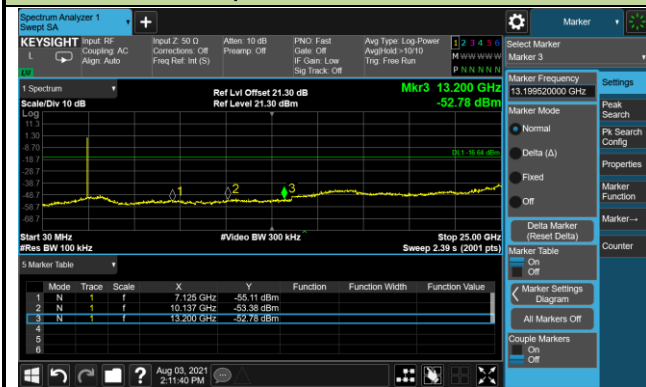 Spectrum Analyzer 1
Swept SA
+
Marker
KEYSIGHT
L
Input: RF
Coupling: AC
Align: Auto
Input Z: 50 Ω
Corrections: Off
Freq Ref: Int (S)
Atten: 10 dB
Preamp: Off
PNO: Fast
Gate: Off
IF Gain: Low
Sig Track: Off
Avg Type: Log-Power
Avg|Hold:>10/10
Trig: Free Run
1 2 3 4 5 6
M W W W W W
P N N N N N
LU
Select Marker
Marker 3
1 Spectrum
Scale/Div 10 dB
Ref Lvl Offset 21.30 dB
Ref Level 21.30 dBm
Mkr3 13.200 GHz
-52.78 dBm
Log
11.3
1.30
-8.70
-18.7
-28.7
-38.7
-48.7
-58.7
-68.7
DL1 -16.64 dBm
1
2
3
Start 30 MHz
#Res BW 100 kHz
#Video BW 300 kHz
Stop 25.00 GHz
Sweep 2.39 s (2001 pts)
5 Marker Table
Mode Trace Scale X Y Function Function Width Function Value
1 N 1 f 7.125 GHz -55.11 dBm
2 N 1 f 10.137 GHz -53.38 dBm
3 N 1 f 13.200 GHz -52.78 dBm
4
5
6
Marker Frequency
13.199520000 GHz
Marker Mode
Normal
Delta (Δ)
Fixed
Off
Delta Marker
(Reset Delta)
Marker Table
On
Off
Marker Settings
Diagram
All Markers Off
Couple Markers
On
Off
Settings
Peak
Search
Pk Search
Config
Properties
Marker
Function
Marker→
Counter
?
Aug 03, 2021
2:11:40 PM